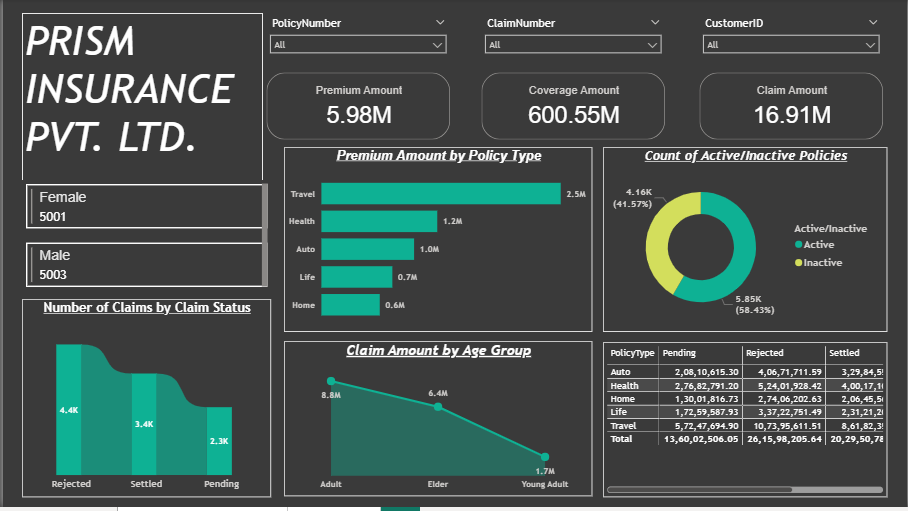 PRISM
INSURANCE
PVT. LTD.
PolicyNumber
All
ClaimNumber
All
CustomerID
All
Premium Amount
5.98M
Coverage Amount
600.55M
Claim Amount
16.91M
Female
5001
Male
5003
Premium Amount by Policy Type
Travel 2.5M
Health 1.2M
Auto 1.0M
Life 0.7M
Home 0.6M
Count of Active/Inactive Policies
4.16K
(41.57%)
5.85K
(58.43%)
Active/Inactive
Active
Inactive
Number of Claims by Claim Status
4.4K
3.4K
2.3K
Rejected Settled Pending
Claim Amount by Age Group
8.8M
6.4M
1.7M
Adult Elder Young Adult
PolicyType Pending Rejected Settled
Auto 2,08,10,615.30 4,06,71,711.59 3,29,84,5
Health 2,76,82,791.20 5,24,01,928.42 4,00,17,1
Home 1,30,01,816.73 2,74,06,202.63 2,06,45,5
Life 1,72,59,587.93 3,37,22,751.49 2,31,21,2
Travel 5,72,47,694.90 10,73,95,611.51 8,61,82,3
Total 13,60,02,506.05 26,15,98,205.64 20,29,50,78